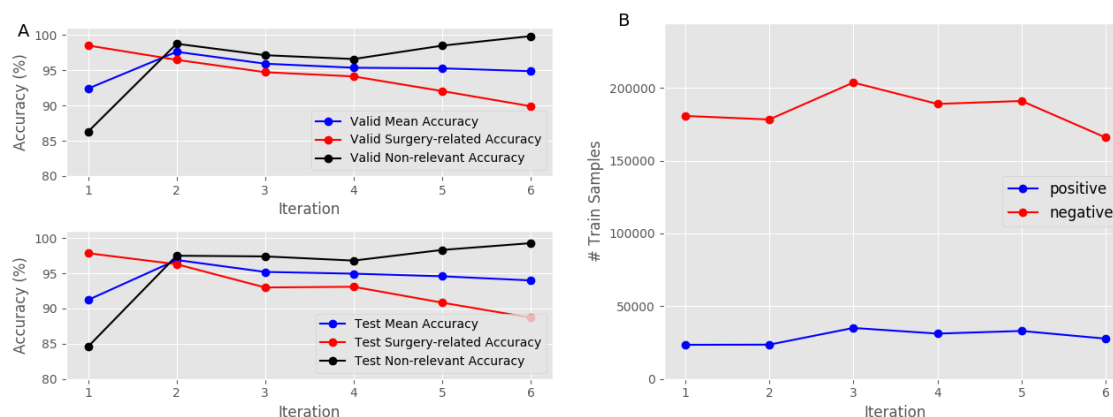 A
100
95
90
85
80
Accuracy (%)
Valid Mean Accuracy
Valid Surgery-related Accuracy
Valid Non-relevant Accuracy
1 2 3 4 5 6
Iteration
100
95
90
85
80
Accuracy (%)
Test Mean Accuracy
Test Surgery-related Accuracy
Test Non-relevant Accuracy
1 2 3 4 5 6
Iteration
B
200000
150000
100000
50000
0
# Train Samples
positive
negative
1 2 3 4 5 6
Iteration